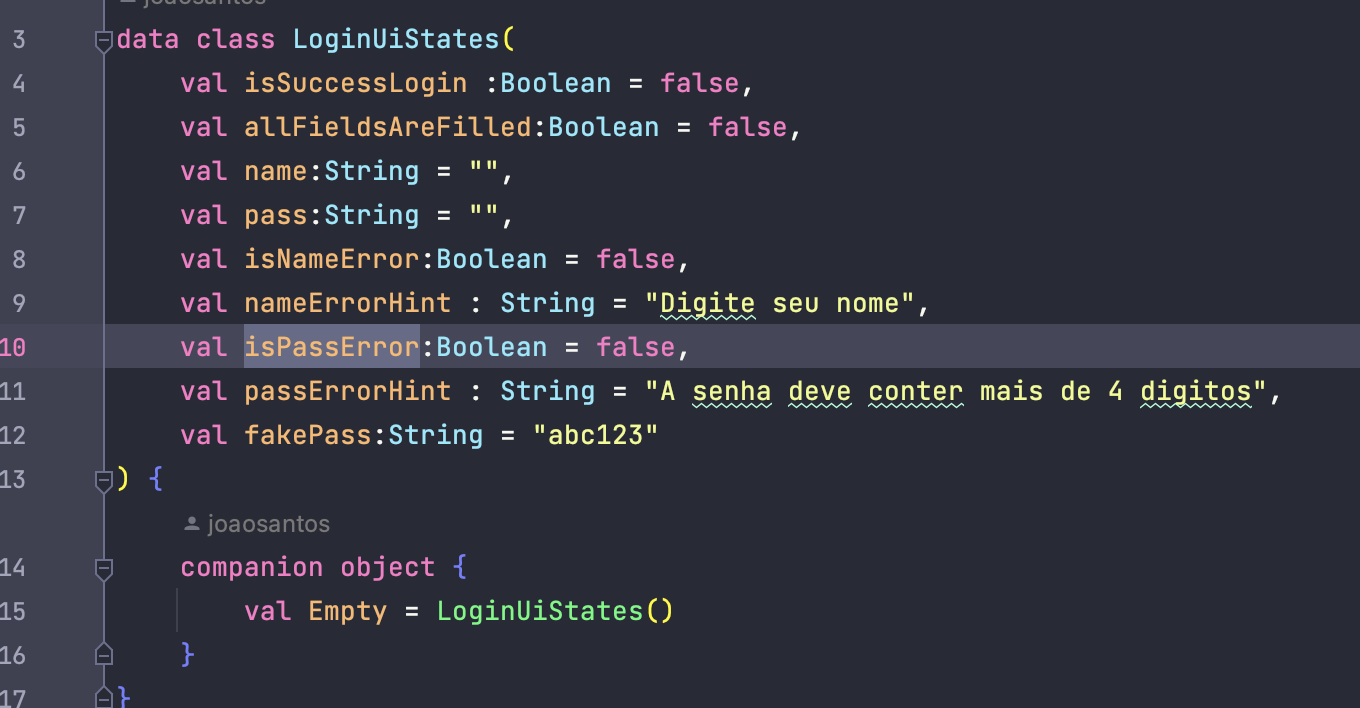 joaosantos
3 data class LoginUiStates(
4 val isSuccessLogin :Boolean = false,
5 val allFieldsAreFilled:Boolean = false,
6 val name:String = "",
7 val pass:String = "",
8 val isNameError:Boolean = false,
9 val nameErrorHint : String = "Digite seu nome",
10 val isPassError:Boolean = false,
11 val passErrorHint : String = "A senha deve conter mais de 4 digitos",
12 val fakePass:String = "abc123"
13 ) {
joaosantos
14 companion object {
15 val Empty = LoginUiStates()
16 }
17 }